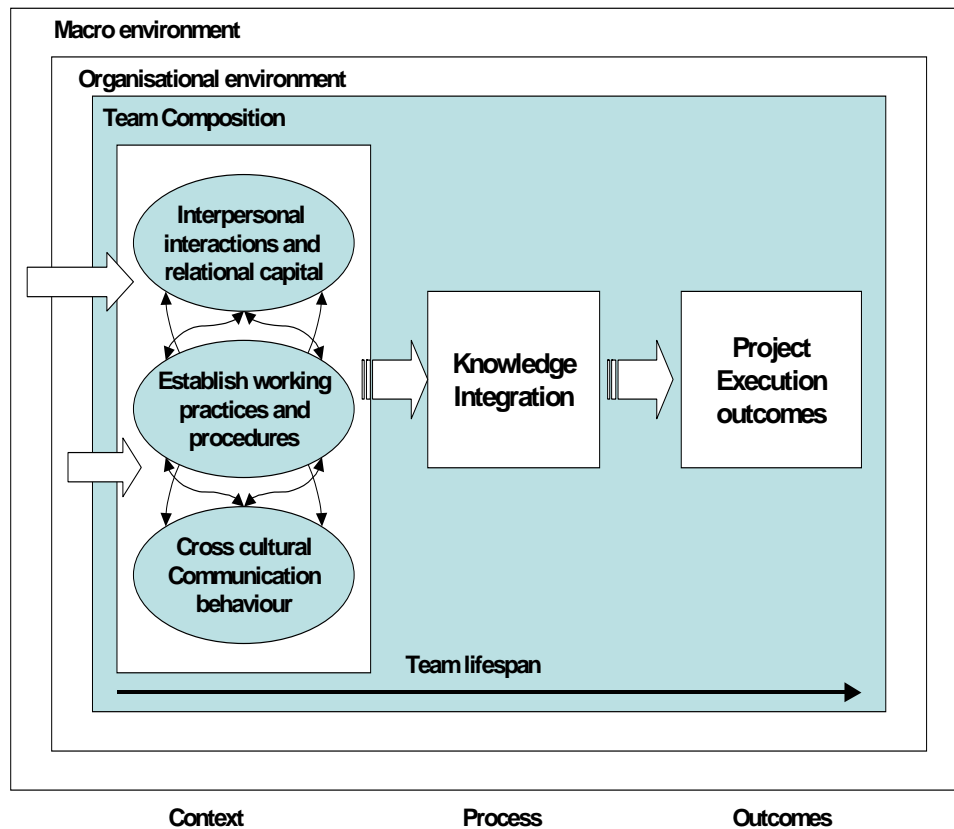 Macro environment
Organisational environment
Team Composition
Interpersonal
interactions and
relational capital
Establish working
practices and
procedures
Cross cultural
Communication
behaviour
Knowledge
Integration
Project
Execution
outcomes
Team lifespan
Context
Process
Outcomes